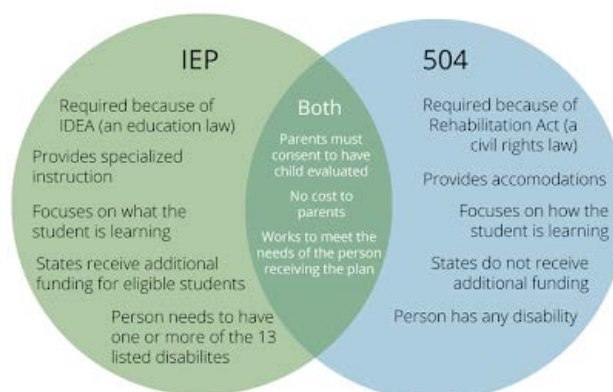 IEP
Required because of
IDEA (an education law)
Provides specialized
instruction
Focuses on what the
student is learning
States receive additional
funding for eligible students
Person needs to have
one or more of the 13
listed disabilites
Both
Parents must
consent to have
child evaluated
No cost to
parents
Works to meet the
needs of the person
receiving the plan
504
Required because of
Rehabilitation Act (a
civil rights law)
Provides accomodations
Focuses on how the
student is learning
States do not receive
additional funding
Person has any disability